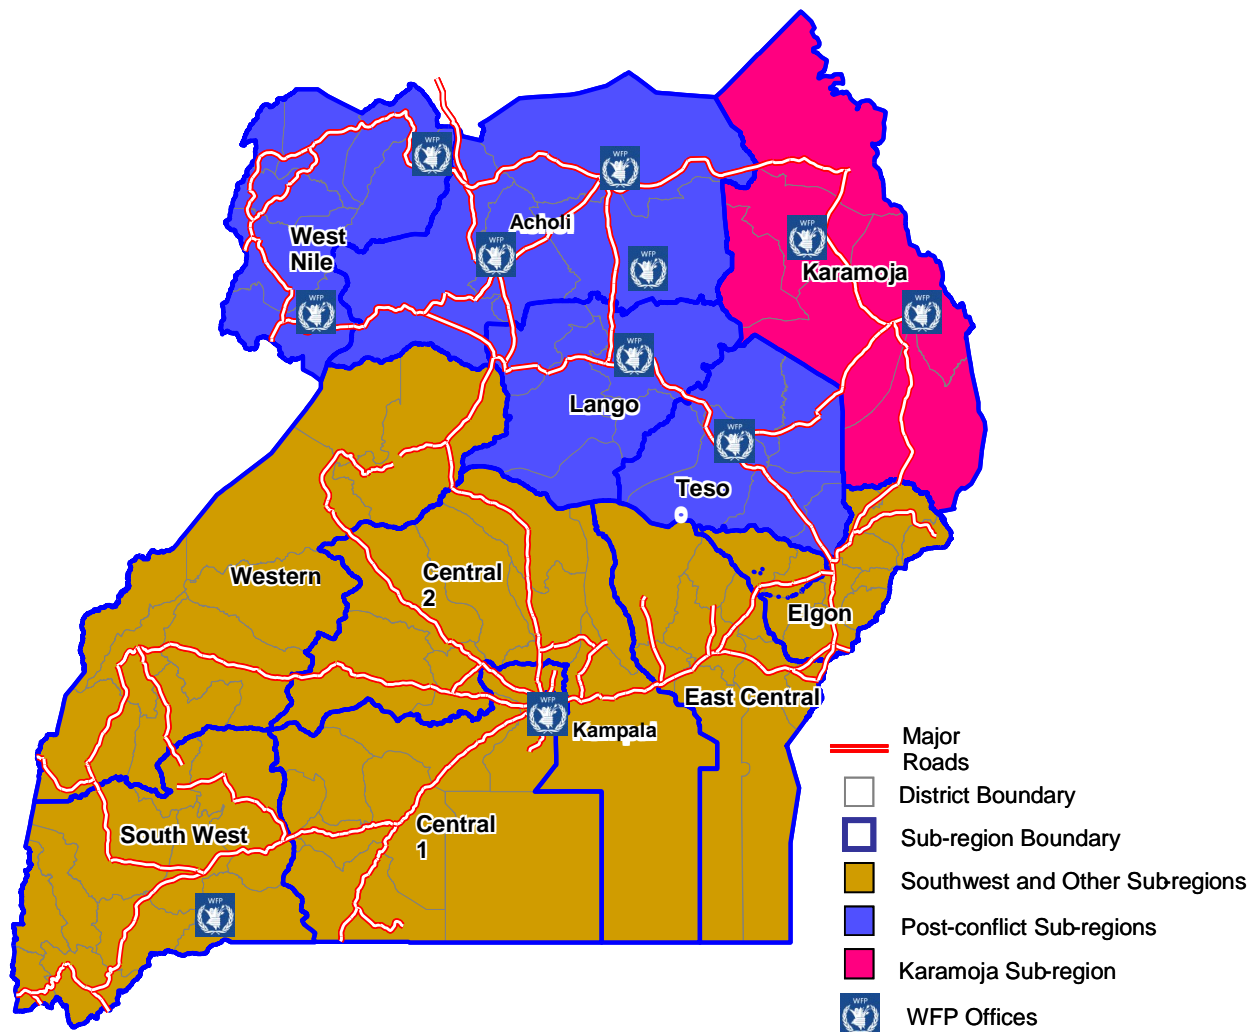 WFP
WFP
Acholi
West
Nile
WFP
WFP
WFP
Karamoja
WFP
WFP
WFP
Lango
WFP
Teso
Western
Central
2
Elgon
East Central
WFP
Kampala
South West
Central
1
WFP
Major
Roads
District Boundary
Sub-region Boundary
Southwest and Other Sub-regions
Post-conflict Sub-regions
Karamoja Sub-region
WFP
WFP Offices